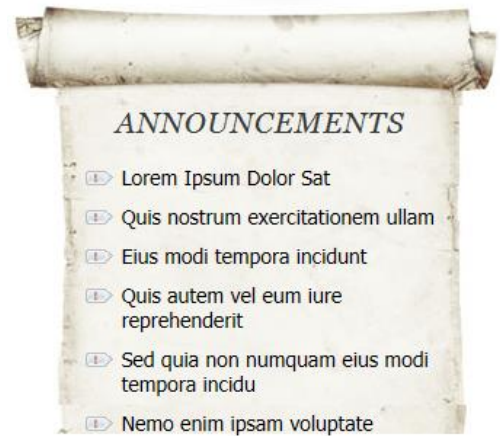 ANNOUNCEMENTS
Lorem Ipsum Dolor Sat
Quis nostrum exercitationem ullam
Eius modi tempora incidunt
Quis autem vel eum iure
reprehenderit
Sed quia non numquam eius modi
tempora incidu
Nemo enim ipsam voluptate